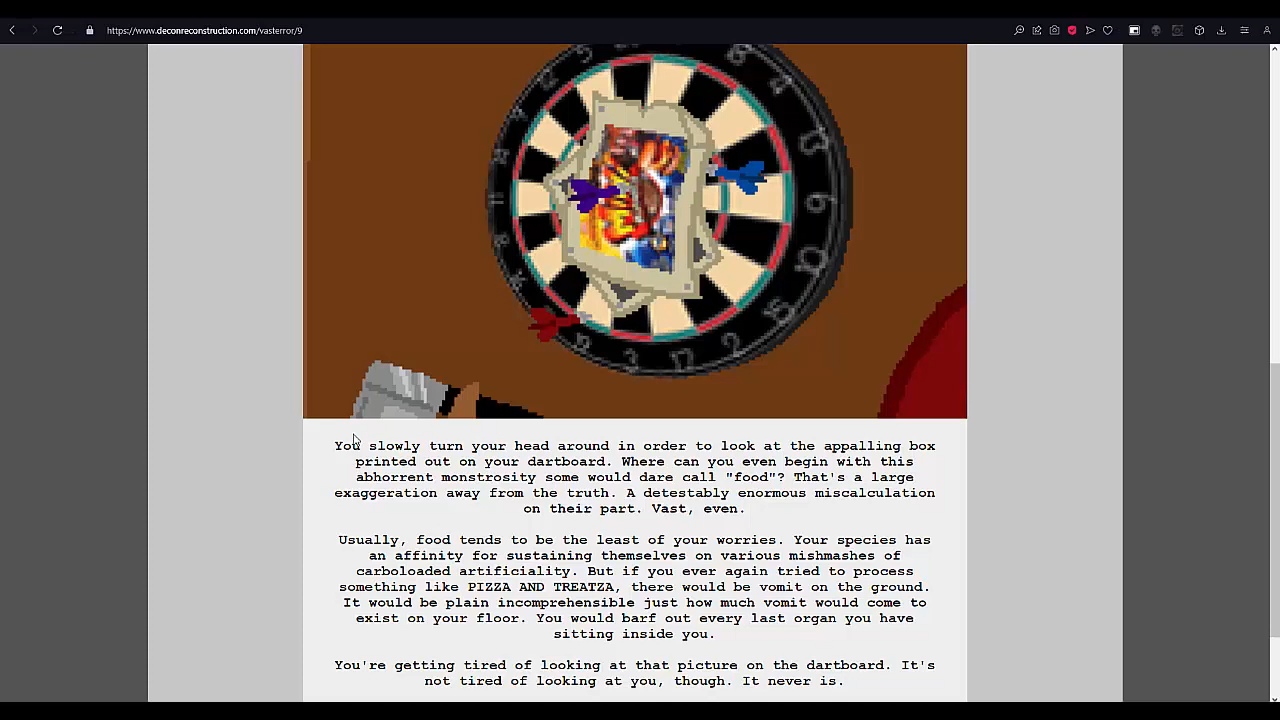 https://www.deconreconstruction.com/vasterror/9
You slowly turn your head around in order to look at the appalling box
printed out on your dartboard. Where can you even begin with this
abhorrent monstrosity some would dare call "food"? That's a large
exaggeration away from the truth. A detestably enormous miscalculation
on their part. Vast, even.
Usually, food tends to be the least of your worries. Your species has
an affinity for sustaining themselves on various mishmashes of
carboloaded artificiality. But if you ever again tried to process
something like PIZZA AND TREATZA, there would be vomit on the ground.
It would be plain incomprehensible just how much vomit would come to
exist on your floor. You would barf out every last organ you have
sitting inside you.
You're getting tired of looking at that picture on the dartboard. It's
not tired of looking at you, though. It never is.